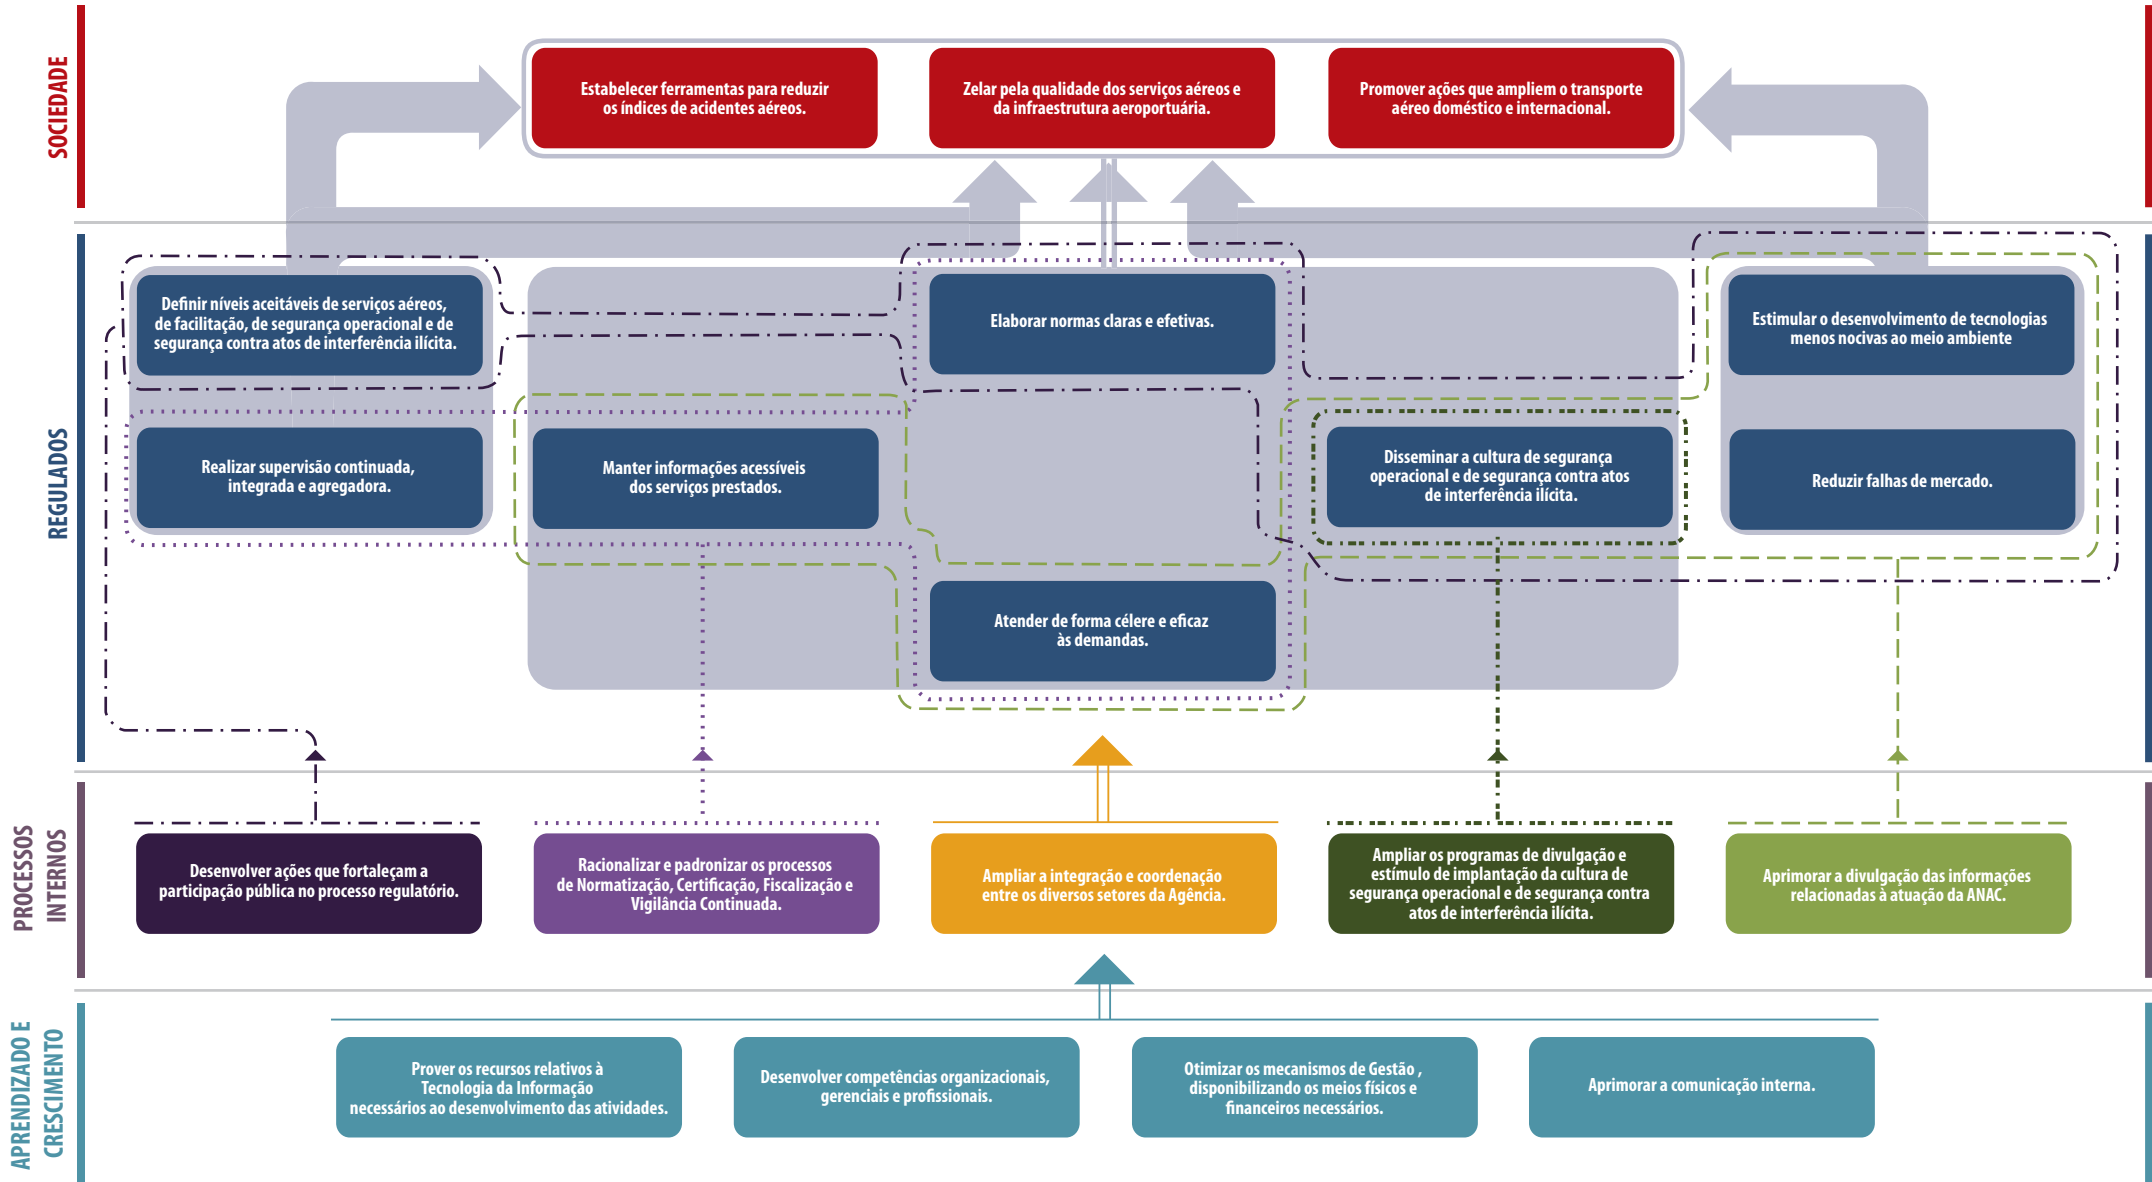 SOCIEDADE
Estabelecer ferramentas para reduzir
os índices de acidentes aéreos.
Zelar pela qualidade dos serviços aéreos e
da infraestrutura aeroportuária.
Promover ações que ampliem o transporte
aéreo doméstico e internacional.
REGULADOS
Definir níveis aceitáveis de serviços aéreos,
de facilitação, de segurança operacional e de
segurança contra atos de interferência ilícita.
Elaborar normas claras e efetivas.
Estimular o desenvolvimento de tecnologias
menos nocivas ao meio ambiente
Realizar supervisão continuada,
integrada e agregadora.
Manter informações acessíveis
dos serviços prestados.
Disseminar a cultura de segurança
operacional e de segurança contra atos
de interferência ilícita.
Reduzir falhas de mercado.
Atender de forma célere e eficaz
às demandas.
PROCESSOS
INTERNOS
Desenvolver ações que fortaleçam a
participação pública no processo regulatório.
Racionalizar e padronizar os processos
de Normatização, Certificação, Fiscalização e
Vigilância Continuada.
Ampliar a integração e coordenação
entre os diversos setores da Agência.
Ampliar os programas de divulgação e
estímulo de implantação da cultura de
segurança operacional e de segurança contra
atos de interferência ilícita.
Aprimorar a divulgação das informações
relacionadas à atuação da ANAC.
APRENDIZADO E
CRESCIMENTO
Prover os recursos relativos à
Tecnologia da Informação
necessários ao desenvolvimento das atividades.
Desenvolver competências organizacionais,
gerenciais e profissionais.
Otimizar os mecanismos de Gestão ,
disponibilizando os meios físicos e
financeiros necessários.
Aprimorar a comunicação interna.